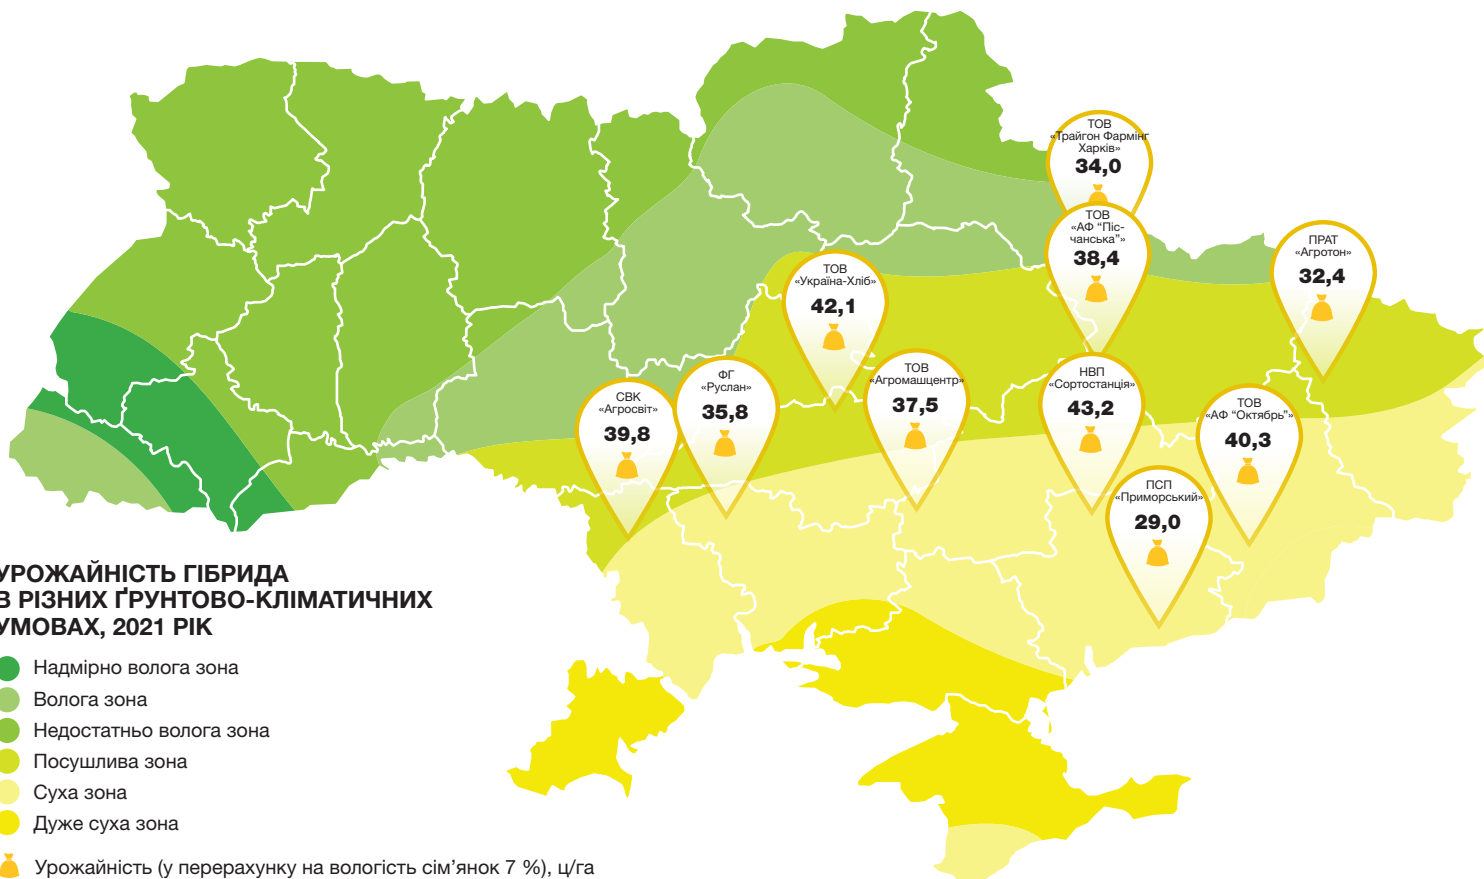 ТОВ
«Трайгон Фармінг
Харків»
34,0
ТОВ
«АФ “Піс-
чанська”»
38,4
ПРАТ
«Агротон»
32,4
ТОВ
«Україна-Хліб»
42,1
ФГ
«Руслан»
35,8
ТОВ
«Агромашцентр»
37,5
НВП
«Сортостанція»
43,2
СВК
«Агросвіт»
39,8
ТОВ
«АФ “Октябрь”»
40,3
ПСП
«Приморський»
29,0
УРОЖАЙНІСТЬ ГІБРИДА
В РІЗНИХ ҐРУНТОВО-КЛІМАТИЧНИХ
УМОВАХ, 2021 РІК
Надмірно волога зона
Волога зона
Недостатньо волога зона
Посушлива зона
Суха зона
Дуже суха зона
Урожайність (у перерахунку на вологість сім’янок 7 %), ц/га